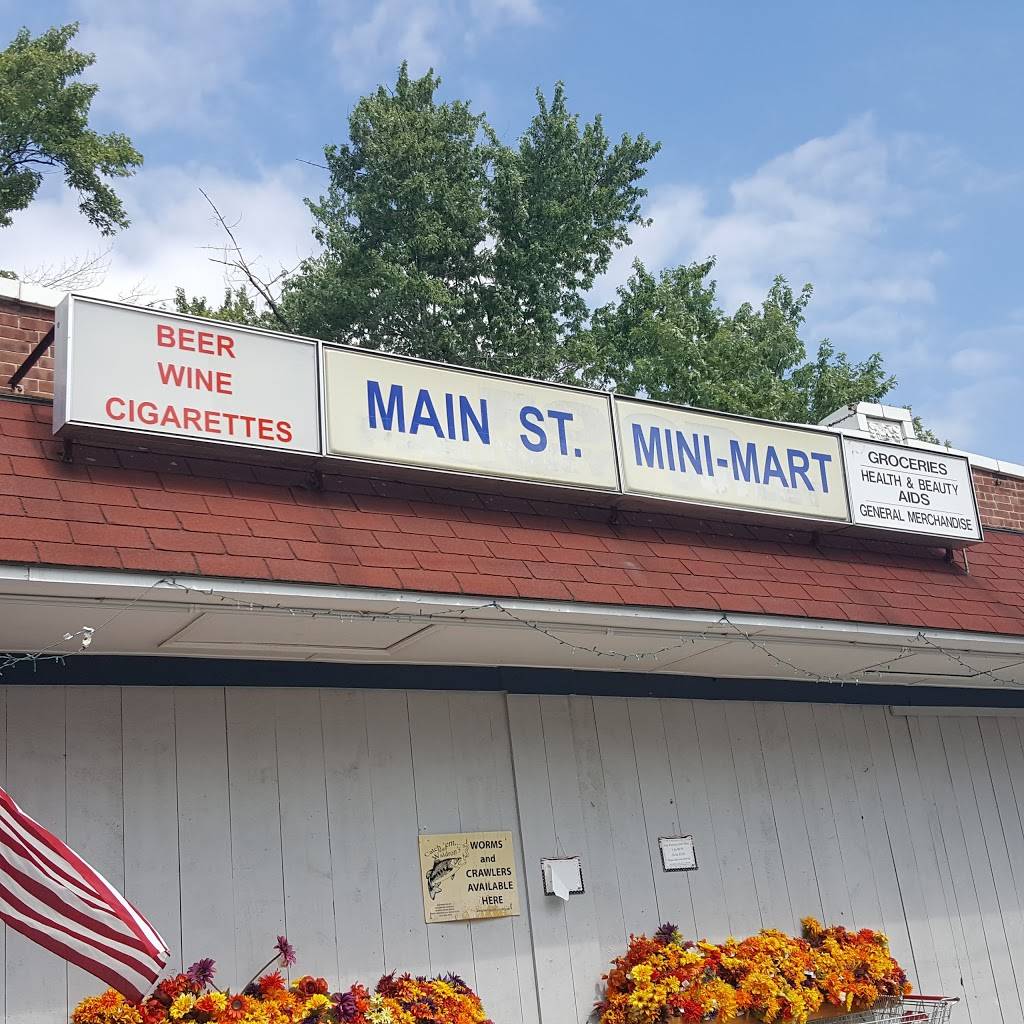 BEER
WINE
CIGARETTES
MAIN ST.
MINI-MART
GROCERIES
HEALTH & BEAUTY
AIDS
GENERAL MERCHANDISE
WORMS
and
CRAWLERS
AVAILABLE
HERE